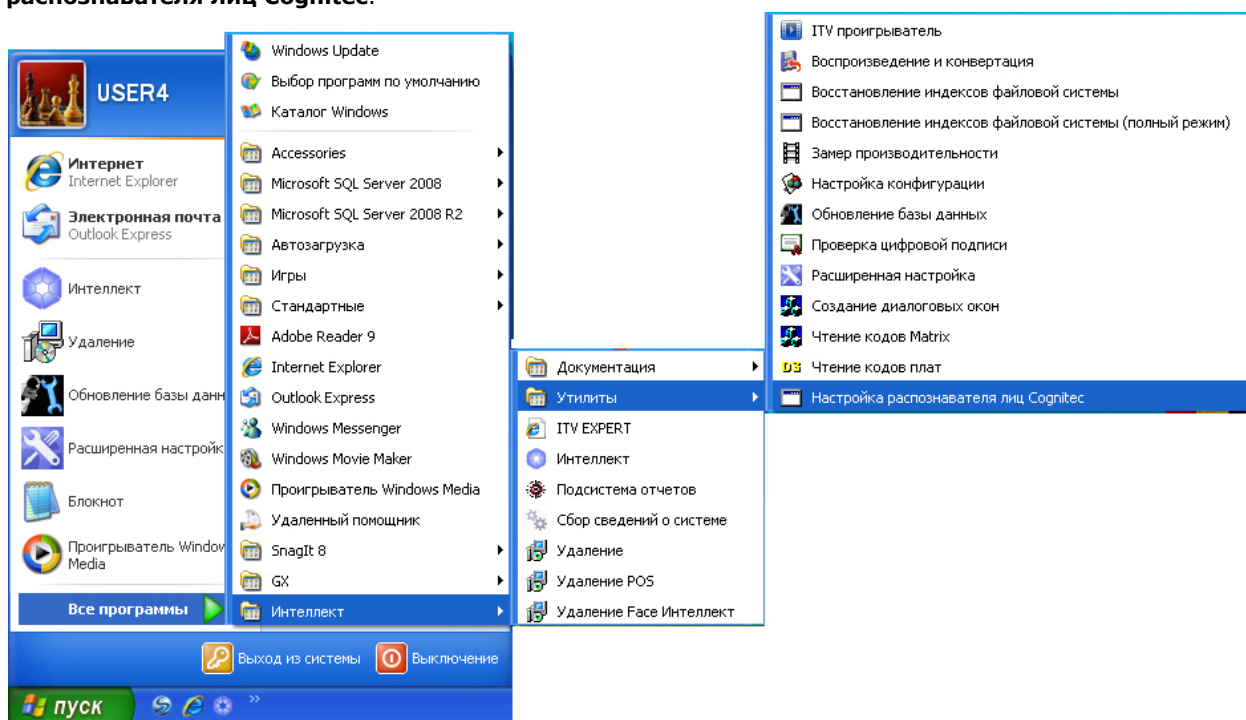 распознавателя лиц Cognitec.
USER4
Интернет
Internet Explorer
Электронная почта
Outlook Express
Интеллект
Удаление
Обновление базы данн
Расширенная настройк
Блокнот
Проигрыватель Window
Media
Все программы
Выход из системы
Выключение
пуск
»
Windows Update
Выбор программ по умолчанию
Каталог Windows
Accessories
Microsoft SQL Server 2008
Microsoft SQL Server 2008 R2
Автозагрузка
Игры
Стандартные
Adobe Reader 9
Internet Explorer
Outlook Express
Windows Messenger
Windows Movie Maker
Проигрыватель Windows Media
Удаленный помощник
SnagIt 8
GX
Интеллект
Документация
Утилиты
ITV EXPERT
Интеллект
Подсистема отчетов
Сбор сведений о системе
Удаление
Удаление POS
Удаление Face Интеллект
ITV проигрыватель
Воспроизведение и конвертация
Восстановление индексов файловой системы
Восстановление индексов файловой системы (полный режим)
Замер производительности
Настройка конфигурации
Обновление базы данных
Проверка цифровой подписи
Расширенная настройка
Создание диалоговых окон
Чтение кодов Matrix
Чтение кодов плат
Настройка распознавателя лиц Cognitec